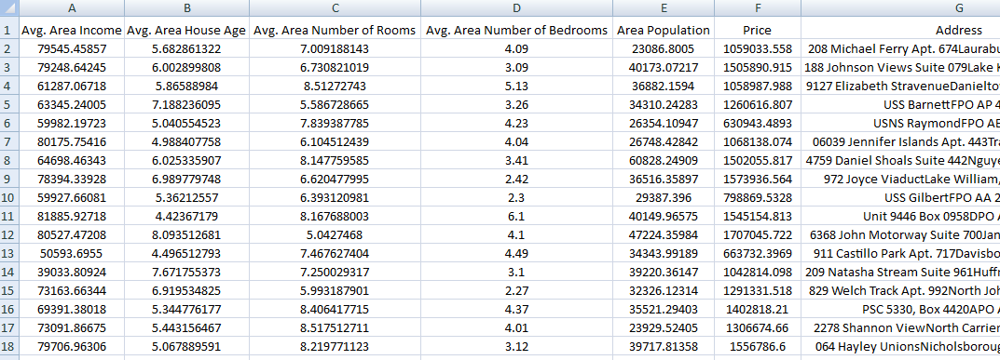 A B C D E F G
1 Avg. Area Income Avg. Area House Age Avg. Area Number of Rooms Avg. Area Number of Bedrooms Area Population Price Address
2 79545.45857 5.682861322 7.009188143 4.09 23086.8005 1059033.558 208 Michael Ferry Apt. 674Laurabu
3 79248.64245 6.002899808 6.730821019 3.09 40173.07217 1505890.915 188 Johnson Views Suite 079Lake K
4 61287.06718 5.86588984 8.51272743 5.13 36882.1594 1058987.988 9127 Elizabeth StravenueDanielto
5 63345.24005 7.188236095 5.586728665 3.26 34310.24283 1260616.807 USS BarnettFPO AP 4
6 59982.19723 5.040554523 7.839387785 4.23 26354.10947 630943.4893 USNS RaymondFPO AE
7 80175.75416 4.988407758 6.104512439 4.04 26748.42842 1068138.074 06039 Jennifer Islands Apt. 443Tra
8 64698.46343 6.025335907 8.147759585 3.41 60828.24909 1502055.817 4759 Daniel Shoals Suite 442Nguye
9 78394.33928 6.989779748 6.620477995 2.42 36516.35897 1573936.564 972 Joyce ViaductLake William,
10 59927.66081 5.36212557 6.393120981 2.3 29387.396 798869.5328 USS GilbertFPO AA 2
11 81885.92718 4.42367179 8.167688003 6.1 40149.96575 1545154.813 Unit 9446 Box 0958DPO A
12 80527.47208 8.093512681 5.0427468 4.1 47224.35984 1707045.722 6368 John Motorway Suite 700Jan
13 50593.6955 4.496512793 7.467627404 4.49 34343.99189 663732.3969 911 Castillo Park Apt. 717Davisbo
14 39033.80924 7.671755373 7.250029317 3.1 39220.36147 1042814.098 209 Natasha Stream Suite 961Huff
15 73163.66344 6.919534825 5.993187901 2.27 32326.12314 1291331.518 829 Welch Track Apt. 992North Joh
16 69391.38018 5.344776177 8.406417715 4.37 35521.29403 1402818.21 PSC 5330, Box 4420APO A
17 73091.86675 5.443156467 8.517512711 4.01 23929.52405 1306674.66 2278 Shannon ViewNorth Carrie
18 79706.96306 5.067889591 8.219771123 3.12 39717.81358 1556786.6 064 Hayley UnionsNicholsboroug